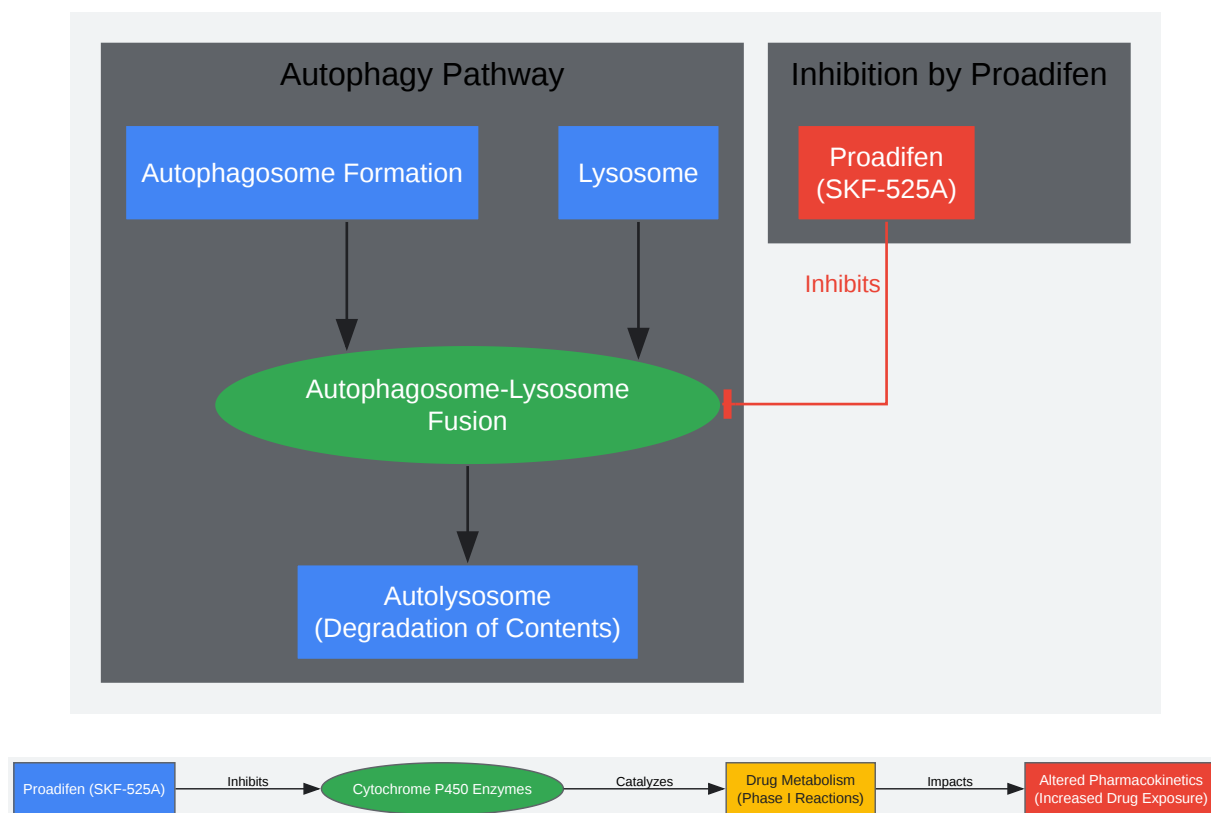 Autophagy Pathway
Inhibition by Proadifen
Autophagosome Formation
Lysosome
Proadifen
(SKF-525A)
Inhibits
Autophagosome-Lysosome
Fusion
Autolysosome
(Degradation of Contents)
Proadifen (SKF-525A)
Inhibits
Cytochrome P450 Enzymes
Catalyzes
Drug Metabolism
(Phase I Reactions)
Impacts
Altered Pharmacokinetics
(Increased Drug Exposure)